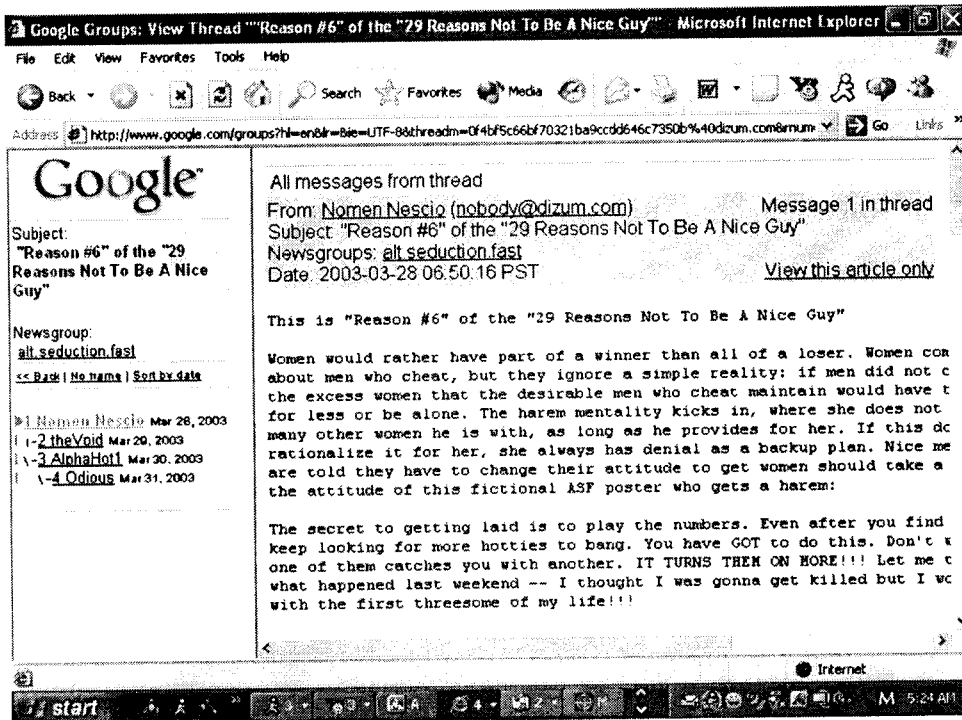 Google Groups: View Thread ""Reason #6" of the "29 Reasons Not To Be A Nice Guy"" - Microsoft Internet Explorer
File Edit View Favorites Tools Help
Back Search Favorites Media
Address http://www.google.com/groups?hl=en&lr=&ie=UTF-8&threadm=0f4bf5c66bf70321ba9ccdd646c7350b%40dizum.com&rnum Go Links »
Google™
Subject:
"Reason #6" of the "29
Reasons Not To Be A Nice
Guy"
Newsgroup:
alt.seduction.fast
<< Back | No frame | Sort by date
1 Nomen Nescio Mar 28, 2003
|-2 theVoid Mar 29, 2003
\-3 AlphaHot1 Mar 30, 2003
\-4 Odious Mar 31, 2003
All messages from thread
From: Nomen Nescio (nobody@dizum.com) Message 1 in thread
Subject: "Reason #6" of the "29 Reasons Not To Be A Nice Guy"
Newsgroups: alt.seduction.fast
Date: 2003-03-28 06:50:16 PST View this article only
This is "Reason #6" of the "29 Reasons Not To Be A Nice Guy"
Women would rather have part of a winner than all of a loser. Women com
about men who cheat, but they ignore a simple reality: if men did not c
the excess women that the desirable men who cheat maintain would have t
for less or be alone. The harem mentality kicks in, where she does not
many other women he is with, as long as he provides for her. If this do
rationalize it for her, she always has denial as a backup plan. Nice me
are told they have to change their attitude to get women should take a
the attitude of this fictional ASF poster who gets a harem:
The secret to getting laid is to play the numbers. Even after you find
keep looking for more hotties to bang. You have GOT to do this. Don't w
one of them catches you with another. IT TURNS THEM ON MORE!!! Let me t
what happened last weekend -- I thought I was gonna get killed but I wo
with the first threesome of my life!!!
Internet
start 5:24 AM